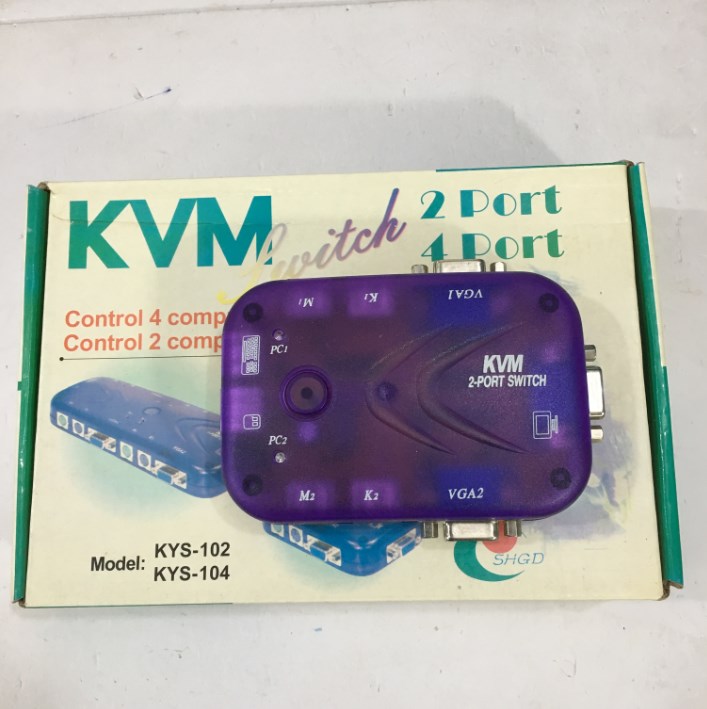 KVM
Switch
2 Port
4 Port
Control 4 comp
Control 2 comp
M1
K1
VGA1
PC1
KVM
2-PORT SWITCH
PC2
M2
K2
VGA2
Model: KYS-102
KYS-104
SHGD